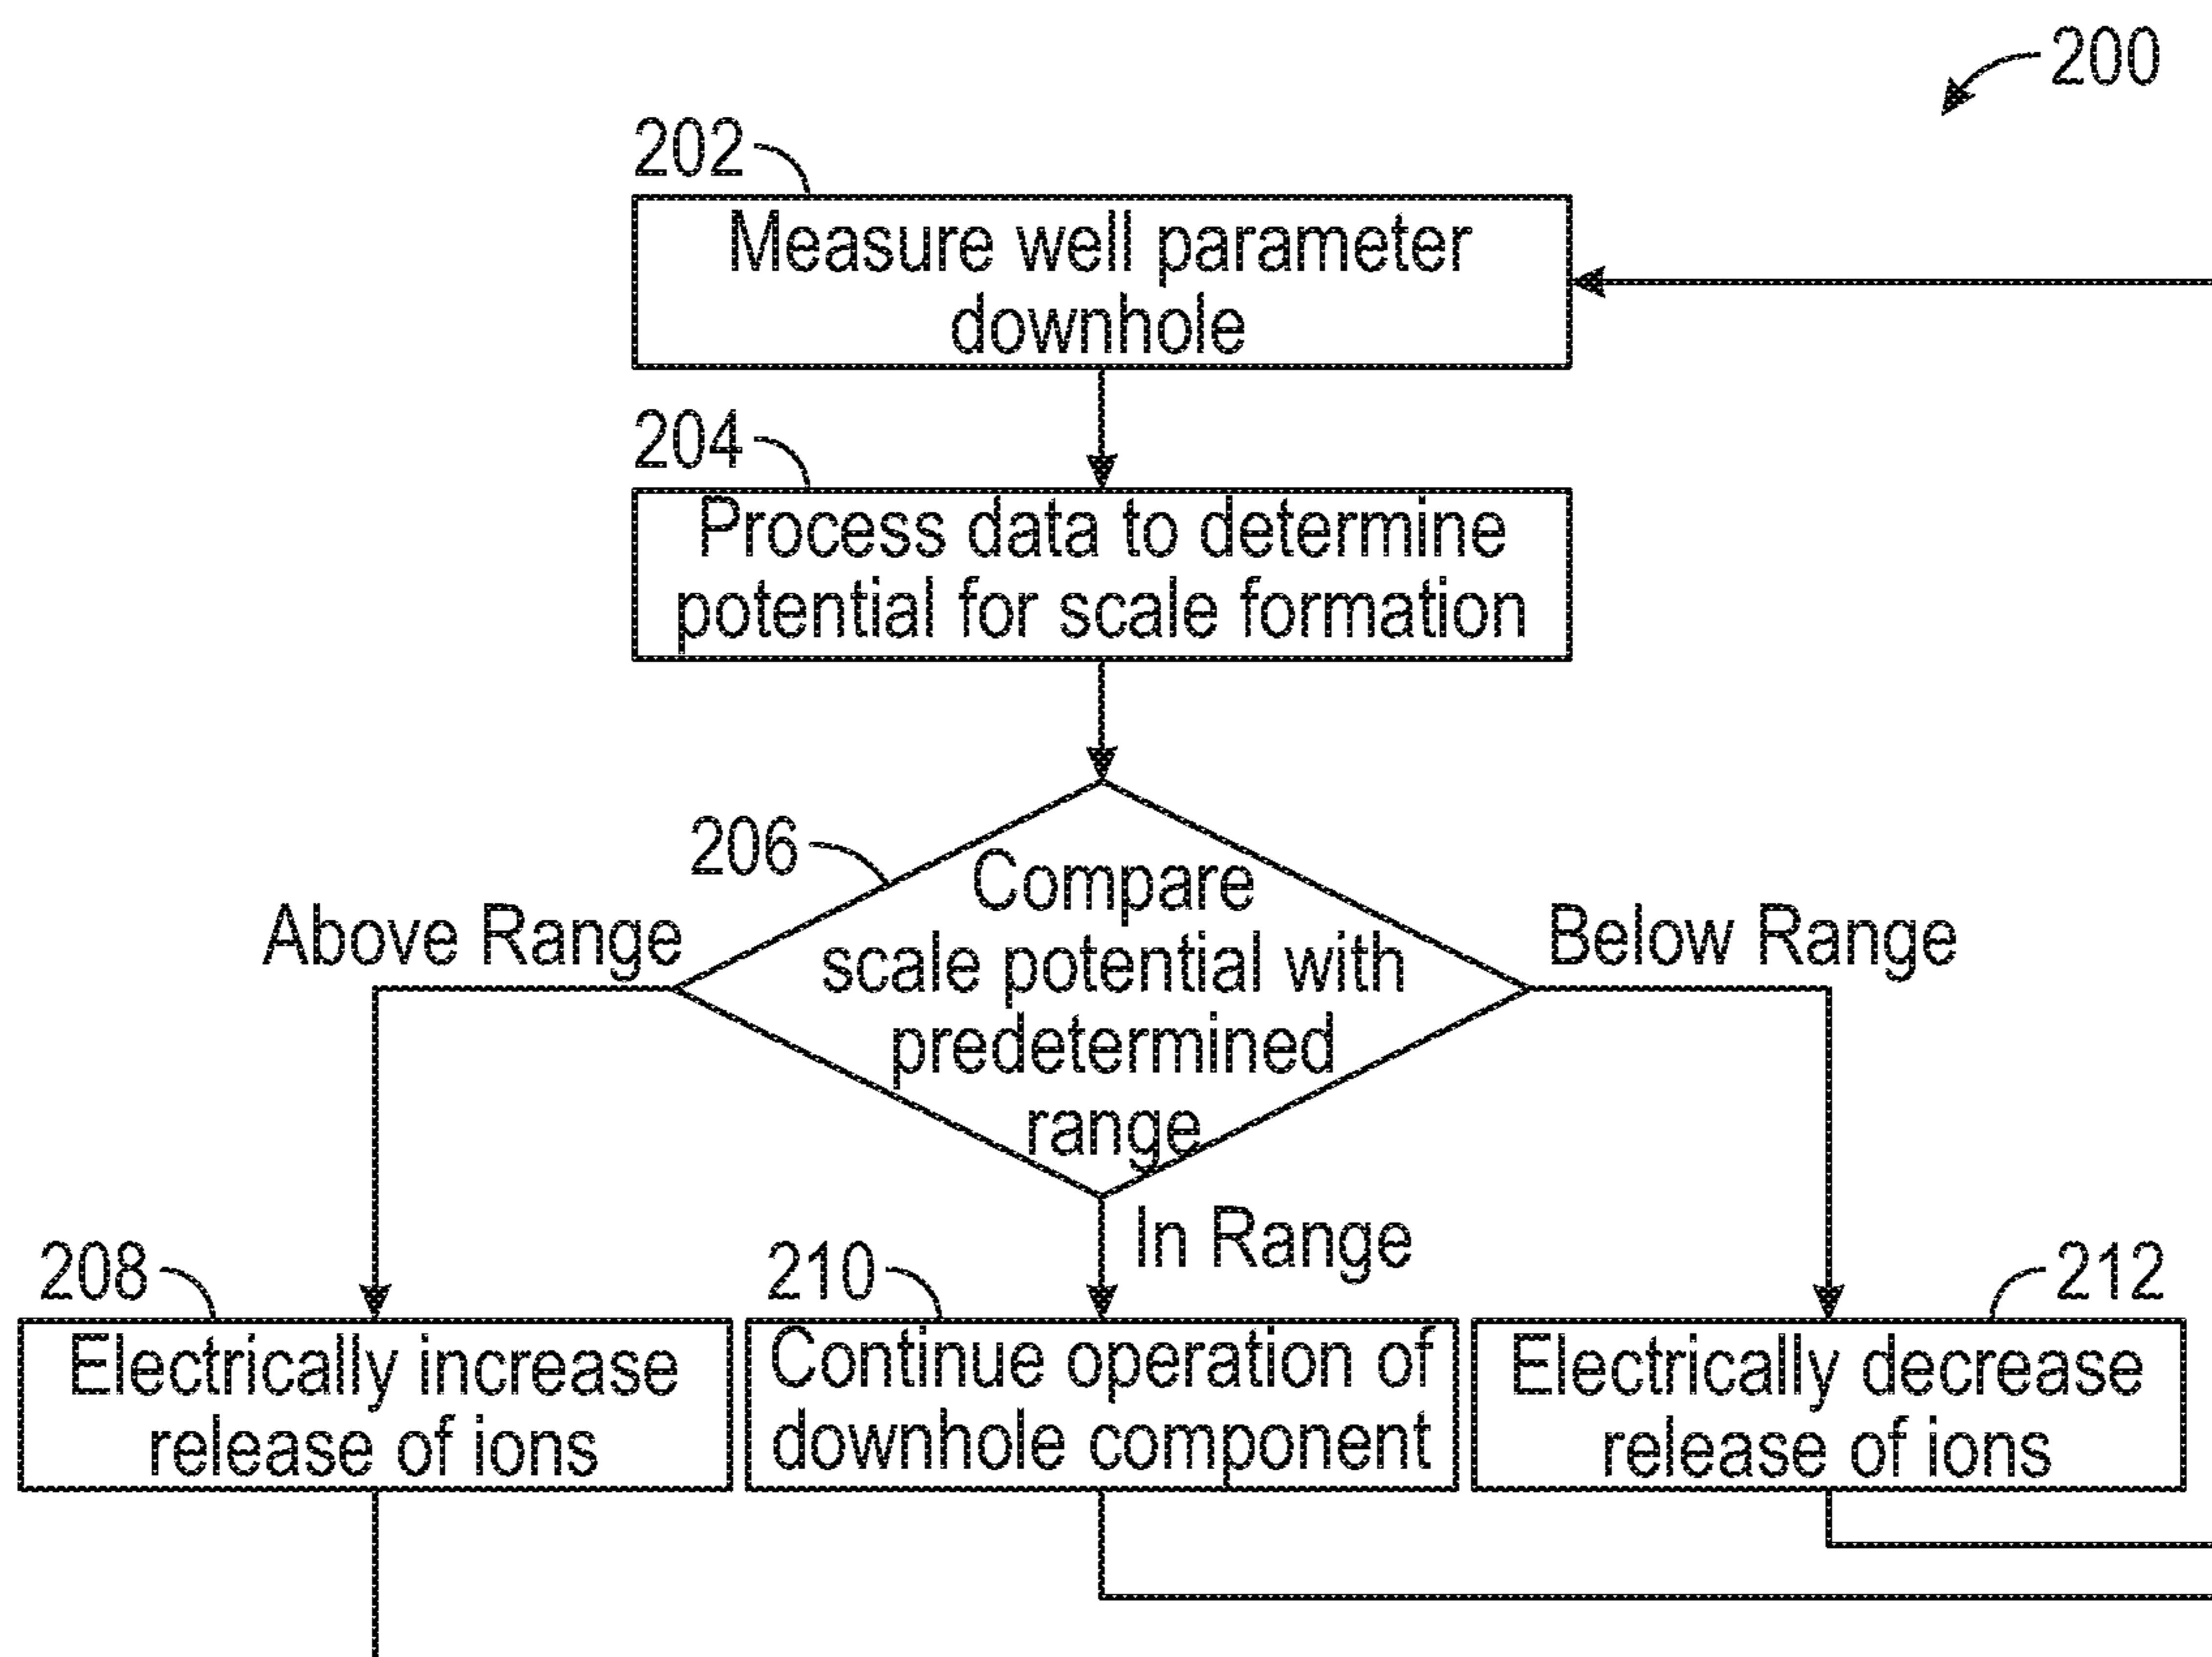 200
202
Measure well parameter
downhole
204
Process data to determine
potential for scale formation
206
Compare
scale potential with
predetermined
range
Above Range
Below Range
In Range
208
Electrically increase
release of ions
210
Continue operation of
downhole component
212
Electrically decrease
release of ions